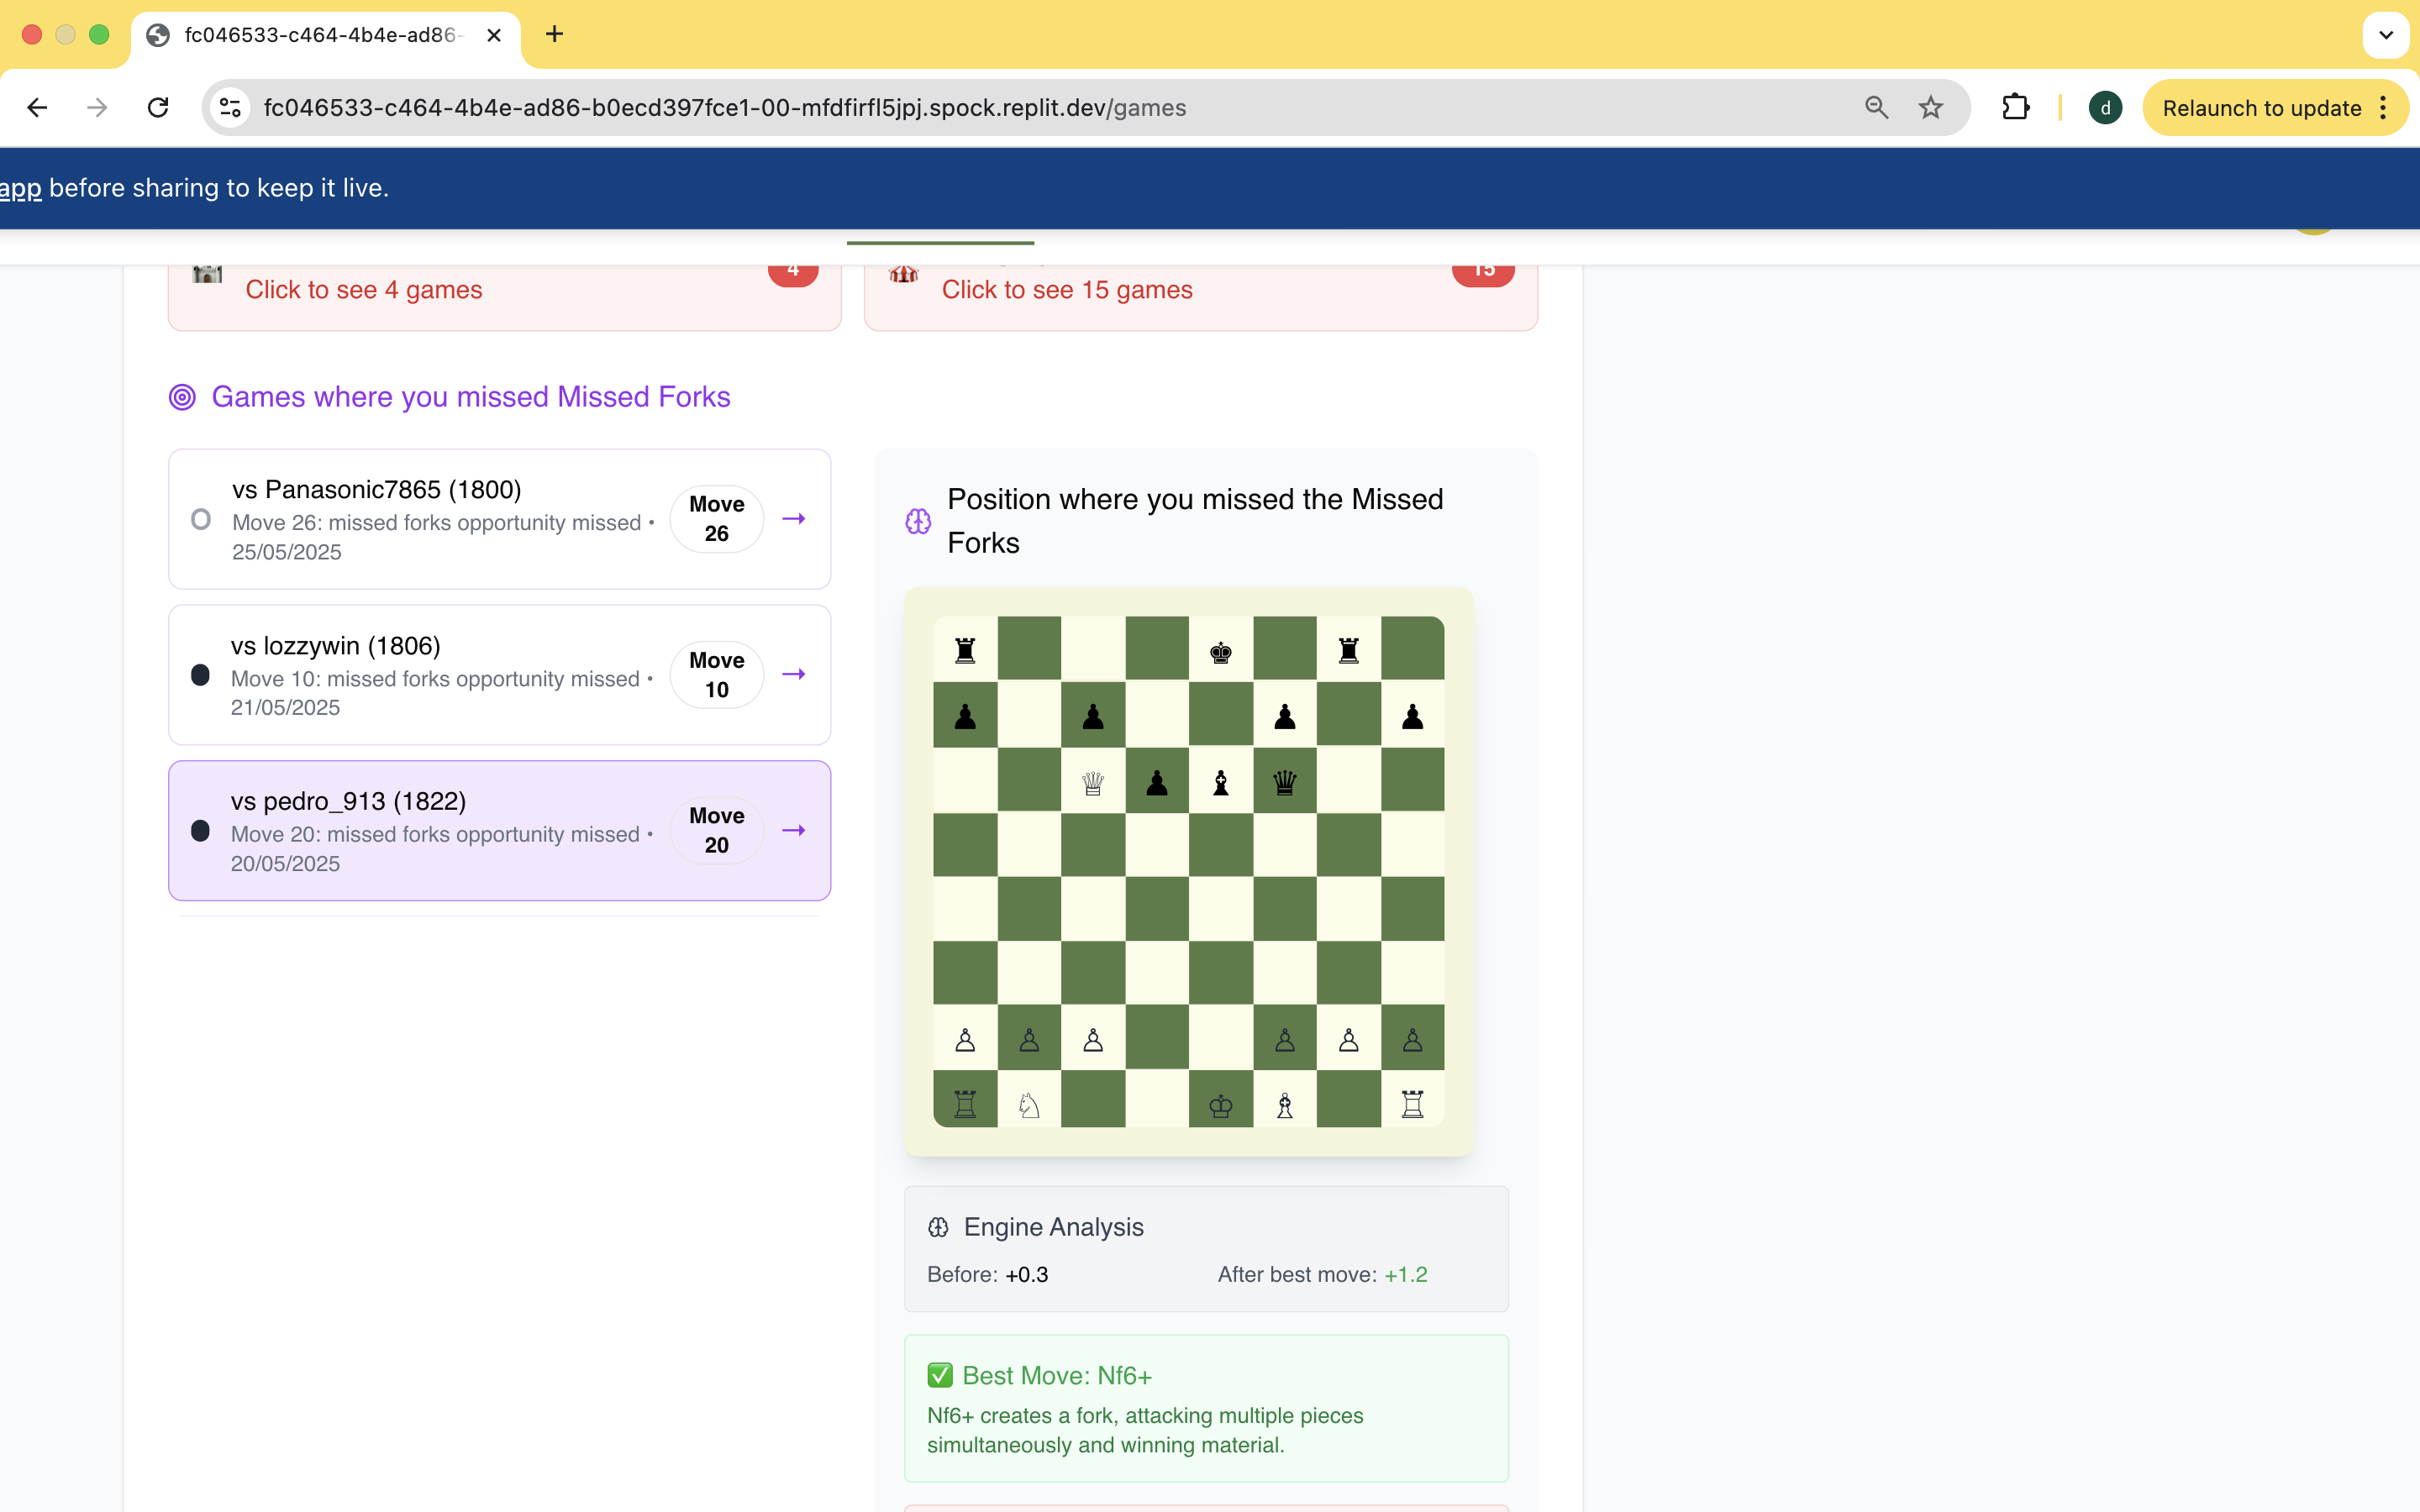 fc046533-c464-4b4e-ad86-
fc046533-c464-4b4e-ad86-b0ecd397fce1-00-mfdfirfl5jpj.spock.replit.dev/games
d
Relaunch to update
app before sharing to keep it live.
4
Click to see 4 games
15
Click to see 15 games
Games where you missed Missed Forks
vs Panasonic7865 (1800)
Move 26: missed forks opportunity missed •
25/05/2025
Move
26
vs lozzywin (1806)
Move 10: missed forks opportunity missed •
21/05/2025
Move
10
vs pedro_913 (1822)
Move 20: missed forks opportunity missed •
20/05/2025
Move
20
Position where you missed the Missed
Forks
Engine Analysis
Before: +0.3
After best move: +1.2
Best Move: Nf6+
Nf6+ creates a fork, attacking multiple pieces
simultaneously and winning material.